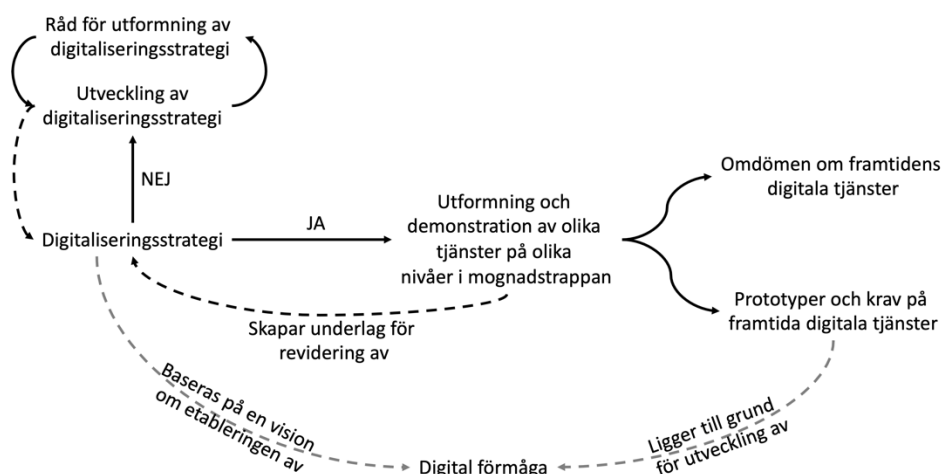 Råd för utformning av
digitaliseringsstrategi
Utveckling av
digitaliseringsstrategi
NEJ
Digitaliseringsstrategi
JA
Utformning och
demonstration av olika
tjänster på olika
nivåer i mognadstrappan
Omdömen om framtidens
digitala tjänster
Prototyper och krav på
framtida digitala tjänster
Skapar underlag för
revidering av
Baseras på en vision
om etableringen av
Ligger till grund
för utveckling av
Digital förmåga